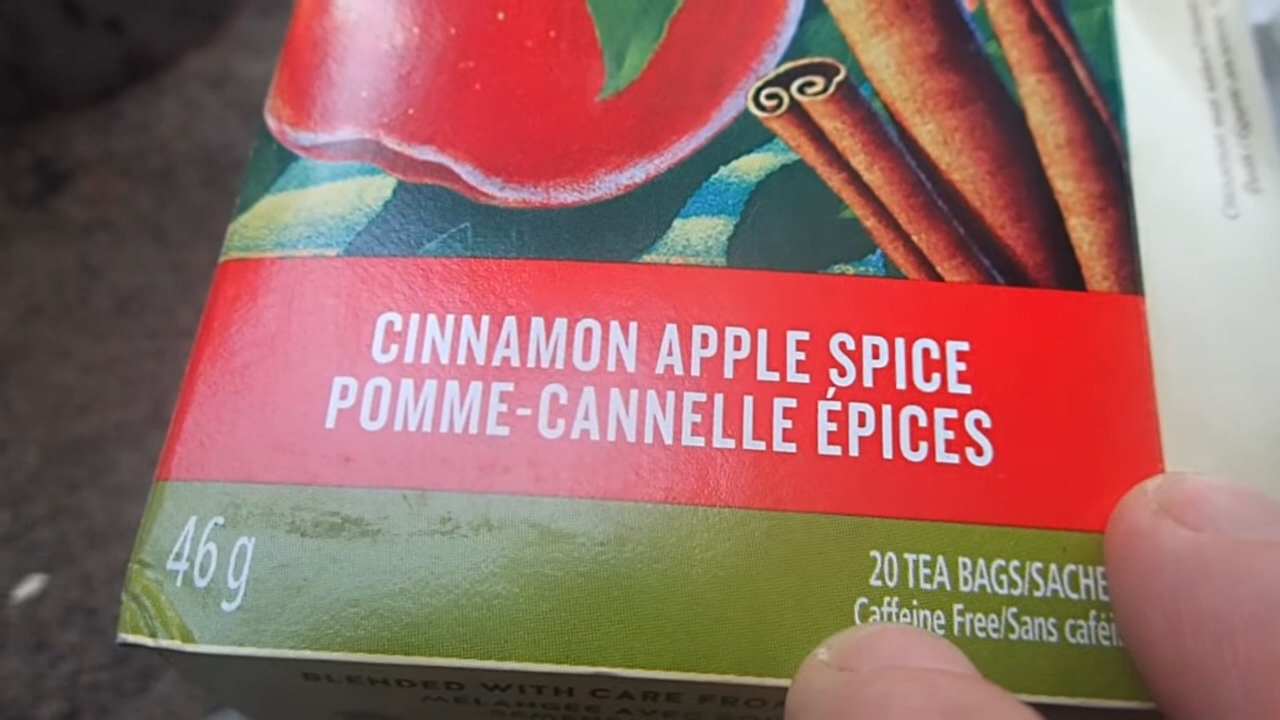 CINNAMON APPLE SPICE
POMME-CANNELLE ÉPICES
46 g
20 TEA BAGS/SACHE
Caffeine Free/Sans caféi
BLENDED WITH CARE FRO
MÉLANGÉE AVEC